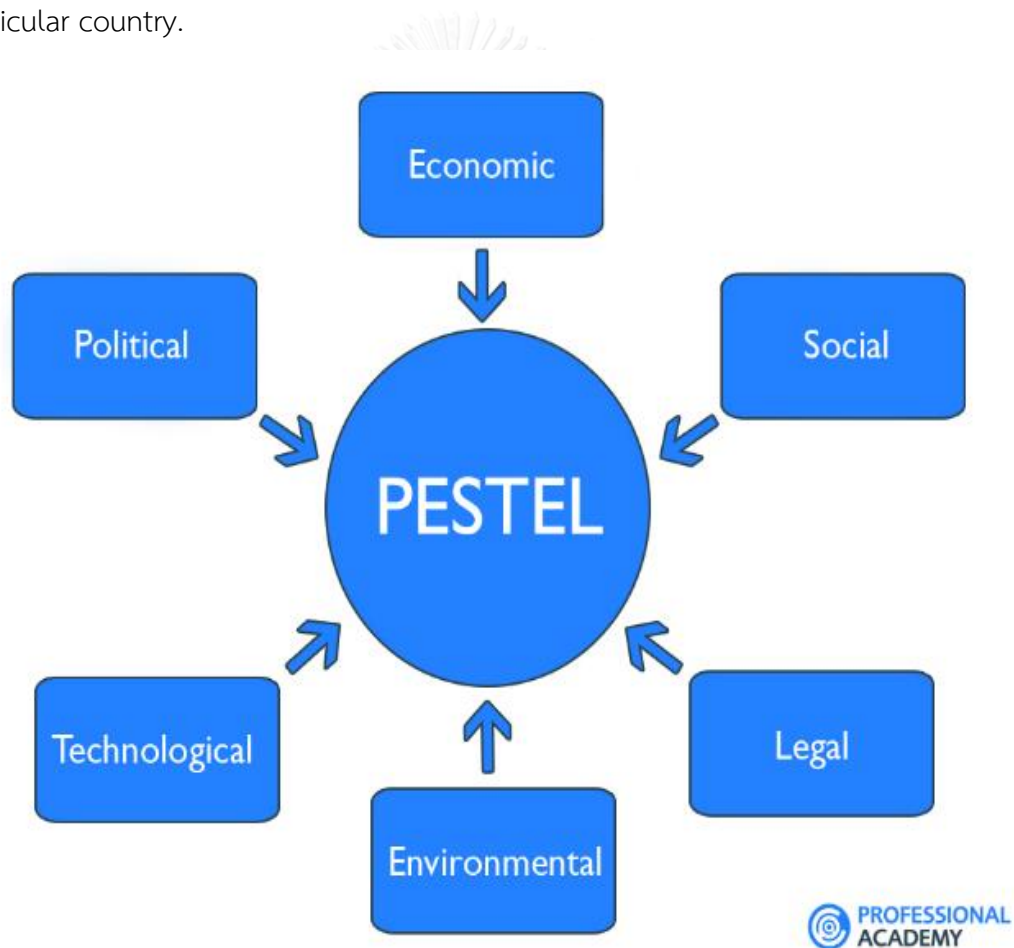 icular country.
Economic
Political
Social
PESTEL
Technological
Legal
Environmental
PROFESSIONAL
ACADEMY